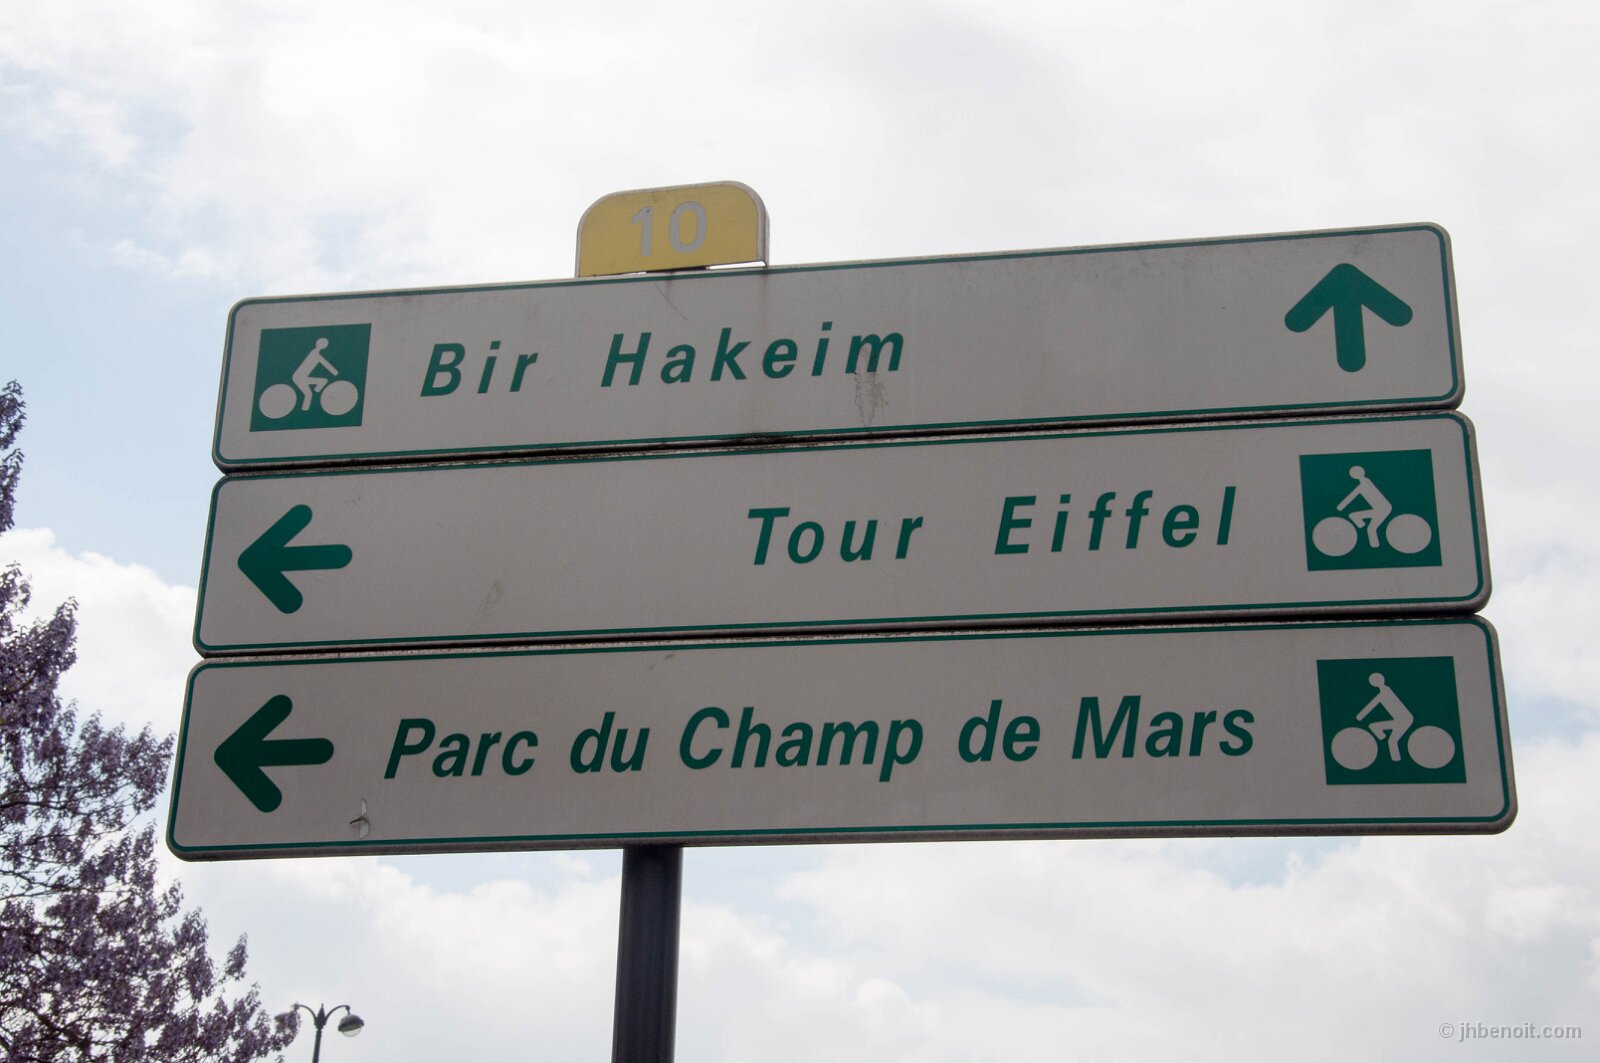 10
Bir Hakeim
Tour Eiffel
Parc du Champ de Mars
© jhbenoit.com